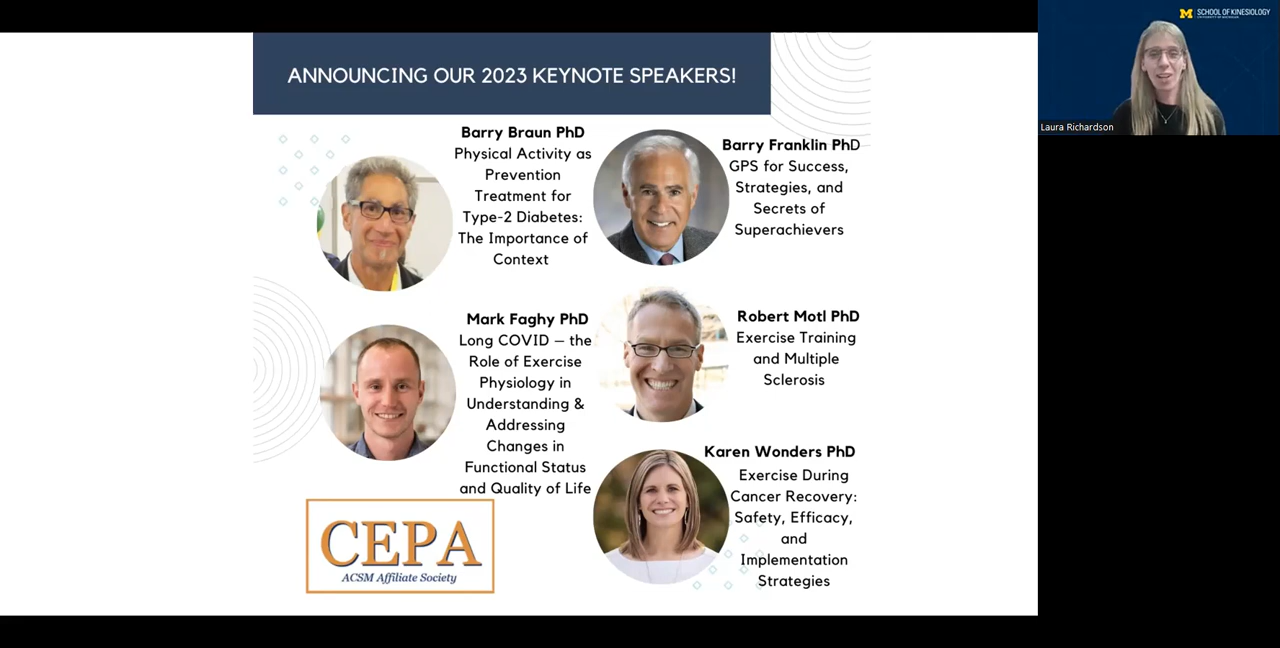 ANNOUNCING OUR 2023 KEYNOTE SPEAKERS!
Barry Braun PhD
Physical Activity as
Prevention
Treatment for
Type-2 Diabetes:
The Importance of
Context
Barry Franklin PhD
GPS for Success,
Strategies, and
Secrets of
Superachievers
Mark Faghy PhD
Long COVID – the
Role of Exercise
Physiology in
Understanding &
Addressing
Changes in
Functional Status
and Quality of Life
Robert Motl PhD
Exercise Training
and Multiple
Sclerosis
Karen Wonders PhD
Exercise During
Cancer Recovery:
Safety, Efficacy,
and
Implementation
Strategies
CEPA
ACSM Affiliate Society
M SCHOOL OF KINESIOLOGY
UNIVERSITY OF MICHIGAN
Laura Richardson